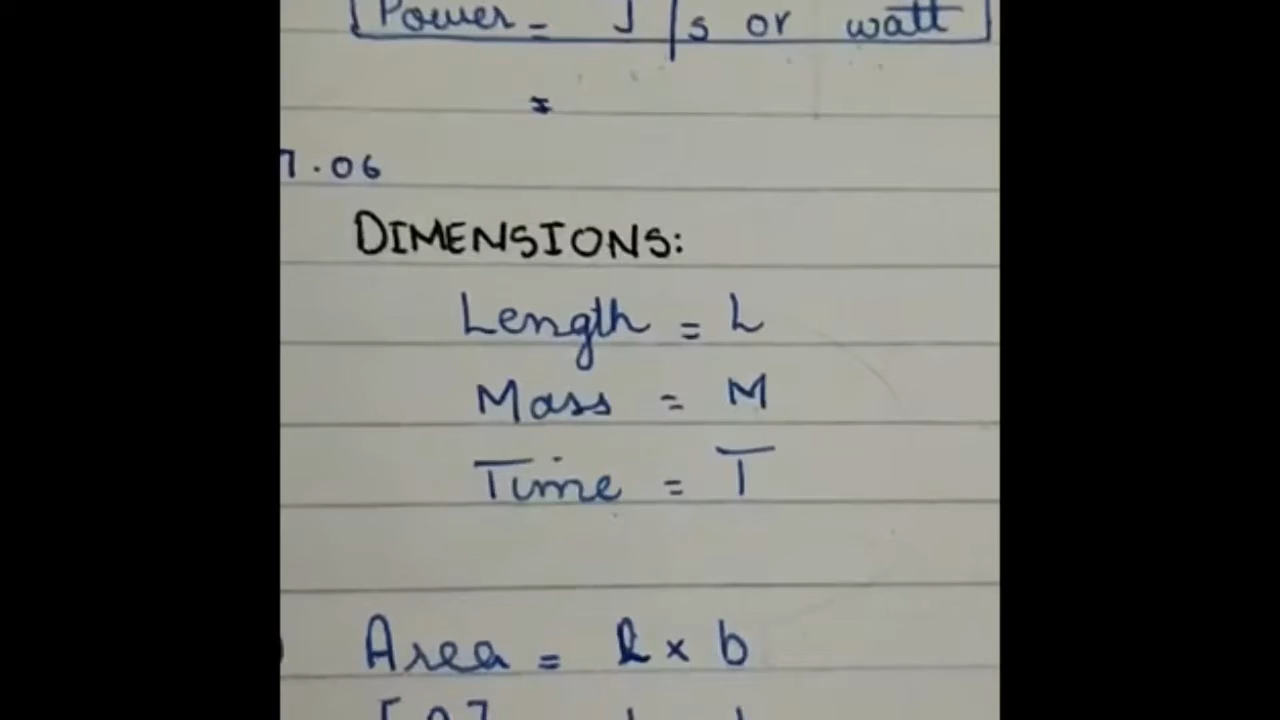 Power = J/s or watt
=
7.06
DIMENSIONS:
Length = L
Mass = M
Time = T
Area = l × b